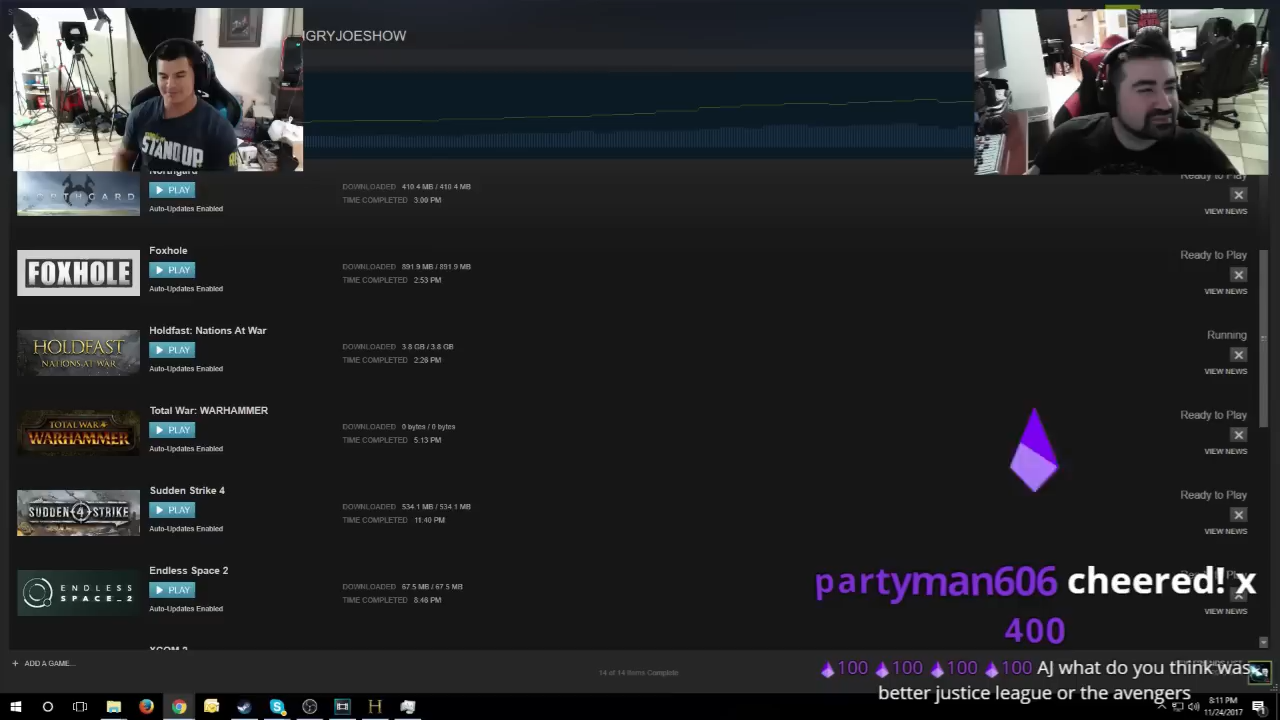 NGRYJOESHOW
STAND UP
Northgard
NORTHGARD
PLAY
Auto-Updates Enabled
DOWNLOADED 410.4 MB / 410.4 MB
TIME COMPLETED 3:00 PM
Ready to Play
VIEW NEWS
Foxhole
FOXHOLE
PLAY
Auto-Updates Enabled
DOWNLOADED 891.9 MB / 891.9 MB
TIME COMPLETED 2:53 PM
Ready to Play
VIEW NEWS
Holdfast: Nations At War
HOLDFAST
NATIONS AT WAR
PLAY
Auto-Updates Enabled
DOWNLOADED 3.8 GB / 3.8 GB
TIME COMPLETED 2:26 PM
Running
VIEW NEWS
Total War: WARHAMMER
TOTAL WAR
WARHAMMER
PLAY
Auto-Updates Enabled
DOWNLOADED 0 bytes / 0 bytes
TIME COMPLETED 5:13 PM
Ready to Play
VIEW NEWS
Sudden Strike 4
SUDDEN 4 STRIKE
PLAY
Auto-Updates Enabled
DOWNLOADED 534.1 MB / 534.1 MB
TIME COMPLETED 11:40 PM
Ready to Play
VIEW NEWS
Endless Space 2
ENDLESS
SPACE_2
PLAY
Auto-Updates Enabled
DOWNLOADED 67.5 MB / 67.5 MB
TIME COMPLETED 8:46 PM
VIEW NEWS
XCOM 2
partyman606 cheered! x
400
100 100 100 100 AJ what do you think was
better justice league or the avengers
+ ADD A GAME...
14 of 14 Items Complete
8:11 PM
11/24/2017